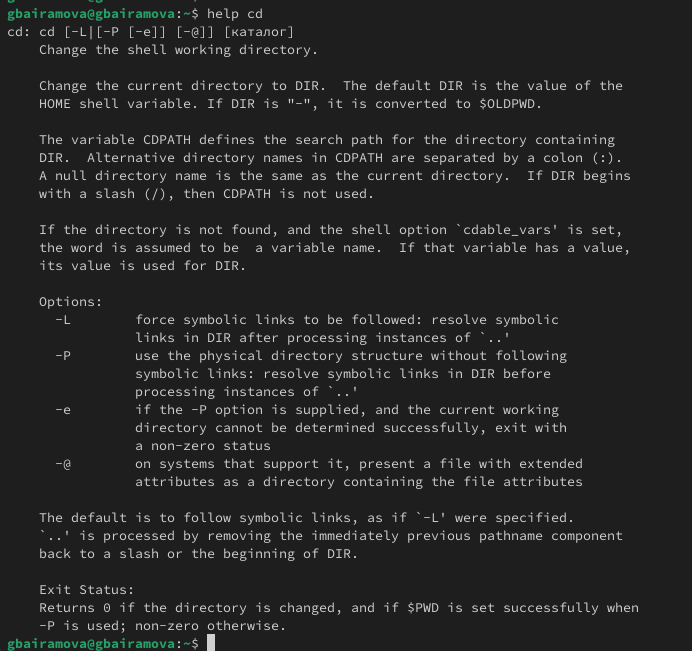 gbairamova@gbairamova:~$ help cd
cd: cd [-L|[-P [-e]] [-@]] [каталог]
    Change the shell working directory.

    Change the current directory to DIR.  The default DIR is the value of the
    HOME shell variable. If DIR is "-", it is converted to $OLDPWD.

    The variable CDPATH defines the search path for the directory containing
    DIR.  Alternative directory names in CDPATH are separated by a colon (:).
    A null directory name is the same as the current directory.  If DIR begins
    with a slash (/), then CDPATH is not used.

    If the directory is not found, and the shell option `cdable_vars' is set,
    the word is assumed to be  a variable name.  If that variable has a value,
    its value is used for DIR.

    Options:
      -L        force symbolic links to be followed: resolve symbolic
                links in DIR after processing instances of `..'
      -P        use the physical directory structure without following
                symbolic links: resolve symbolic links in DIR before
                processing instances of `..'
      -e        if the -P option is supplied, and the current working
                directory cannot be determined successfully, exit with
                a non-zero status
      -@        on systems that support it, present a file with extended
                attributes as a directory containing the file attributes

    The default is to follow symbolic links, as if `-L' were specified.
    `..' is processed by removing the immediately previous pathname component
    back to a slash or the beginning of DIR.

    Exit Status:
    Returns 0 if the directory is changed, and if $PWD is set successfully when
    -P is used; non-zero otherwise.
gbairamova@gbairamova:~$